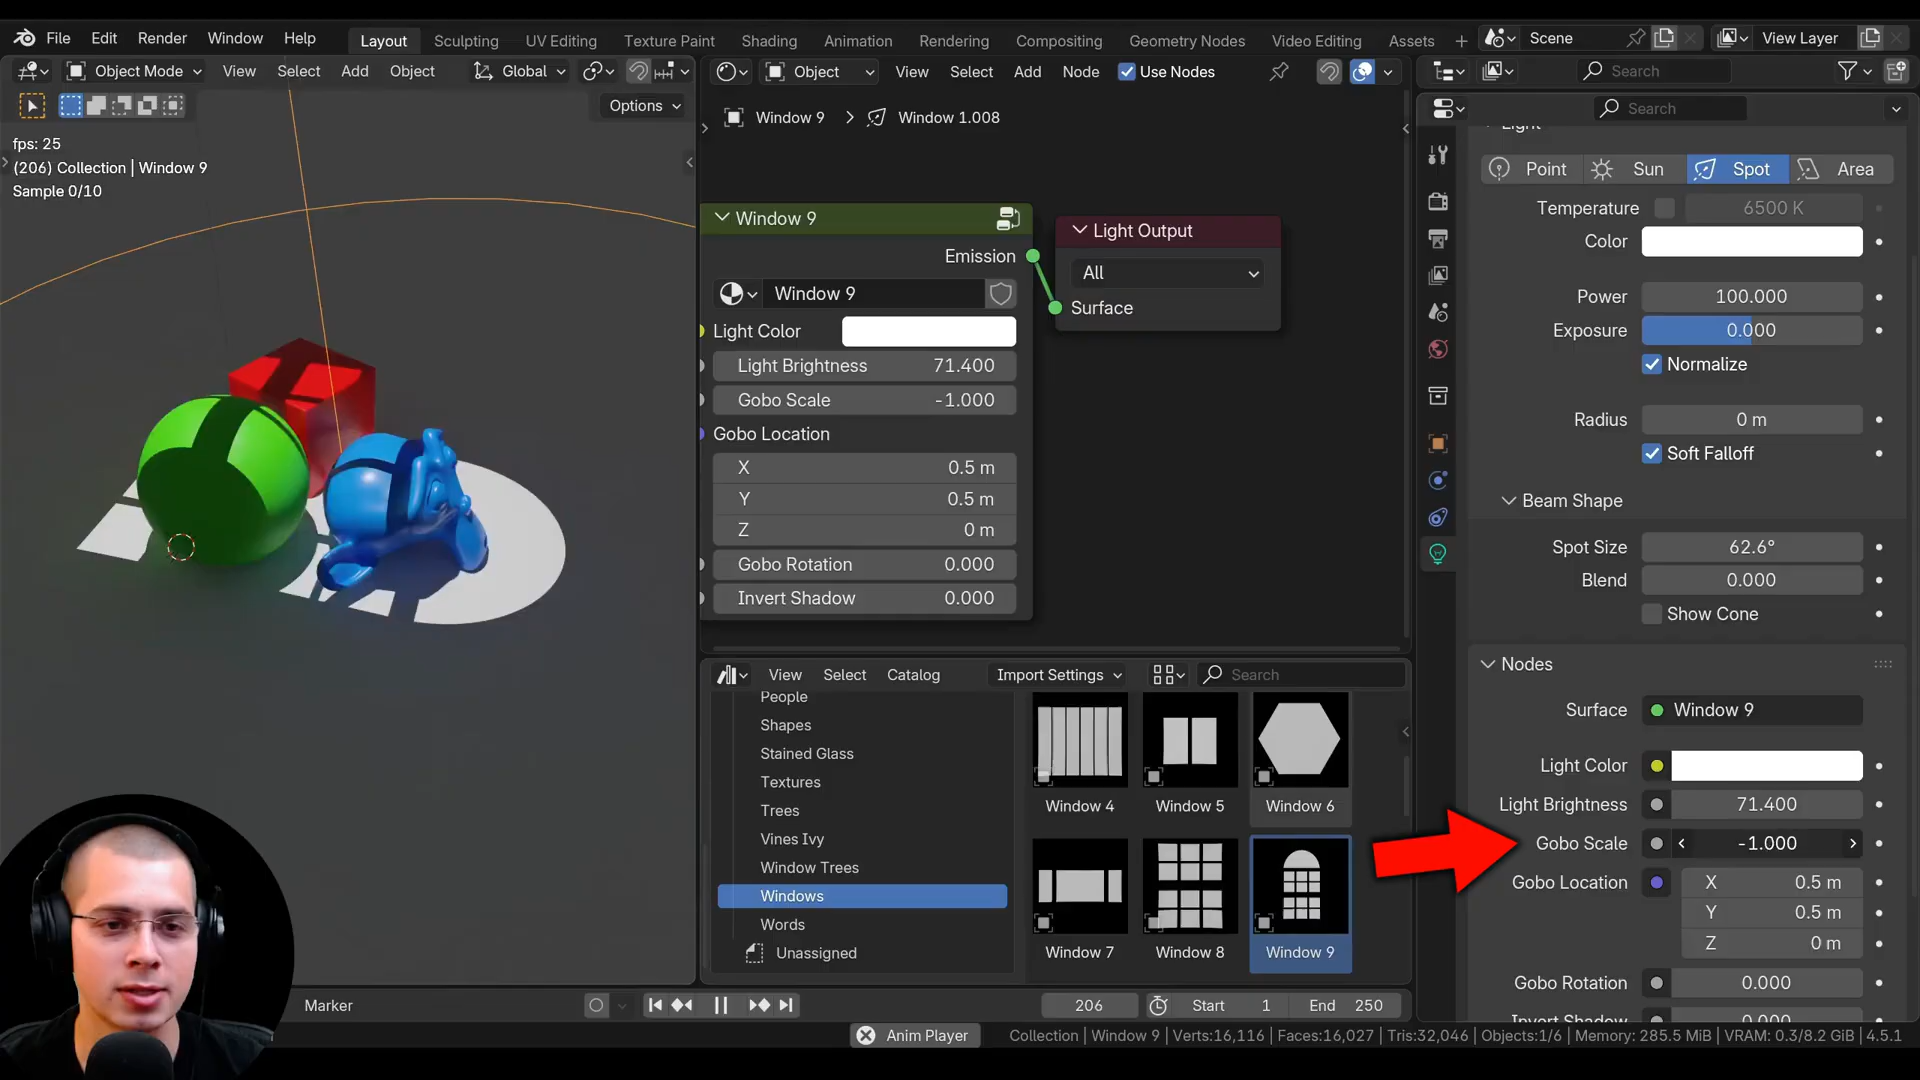 File Edit Render Window Help Layout Sculpting UV Editing Texture Paint Shading Animation Rendering Compositing Geometry Nodes Video Editing Assets + Scene View Layer
Object Mode View Select Add Object Global
Options
fps: 25
(206) Collection | Window 9
Sample 0/10
Object View Select Add Node Use Nodes
Window 9 > Window 1.008
Window 9
Emission
Window 9
Light Color
Light Brightness 71.400
Gobo Scale -1.000
Gobo Location
X 0.5 m
Y 0.5 m
Z 0 m
Gobo Rotation 0.000
Invert Shadow 0.000
Light Output
All
Surface
View Select Catalog Import Settings Search
People
Shapes
Stained Glass
Textures
Trees
Vines Ivy
Window Trees
Windows
Words
Unassigned
Window 4 Window 5 Window 6
Window 7 Window 8 Window 9
Search
Search
Light
Point Sun Spot Area
Temperature 6500 K
Color
Power 100.000
Exposure 0.000
Normalize
Radius 0 m
Soft Falloff
Beam Shape
Spot Size 62.6°
Blend 0.000
Show Cone
Nodes
Surface Window 9
Light Color
Light Brightness 71.400
Gobo Scale < -1.000 >
Gobo Location X 0.5 m
Y 0.5 m
Z 0 m
Gobo Rotation 0.000
Invert Shadow 0.000
Marker 206 Start 1 End 250
Anim Player Collection | Window 9 | Verts:16,116 | Faces:16,027 | Tris:32,046 | Objects:1/6 | Memory: 285.5 MiB | VRAM: 0.3/8.2 GiB | 4.5.1